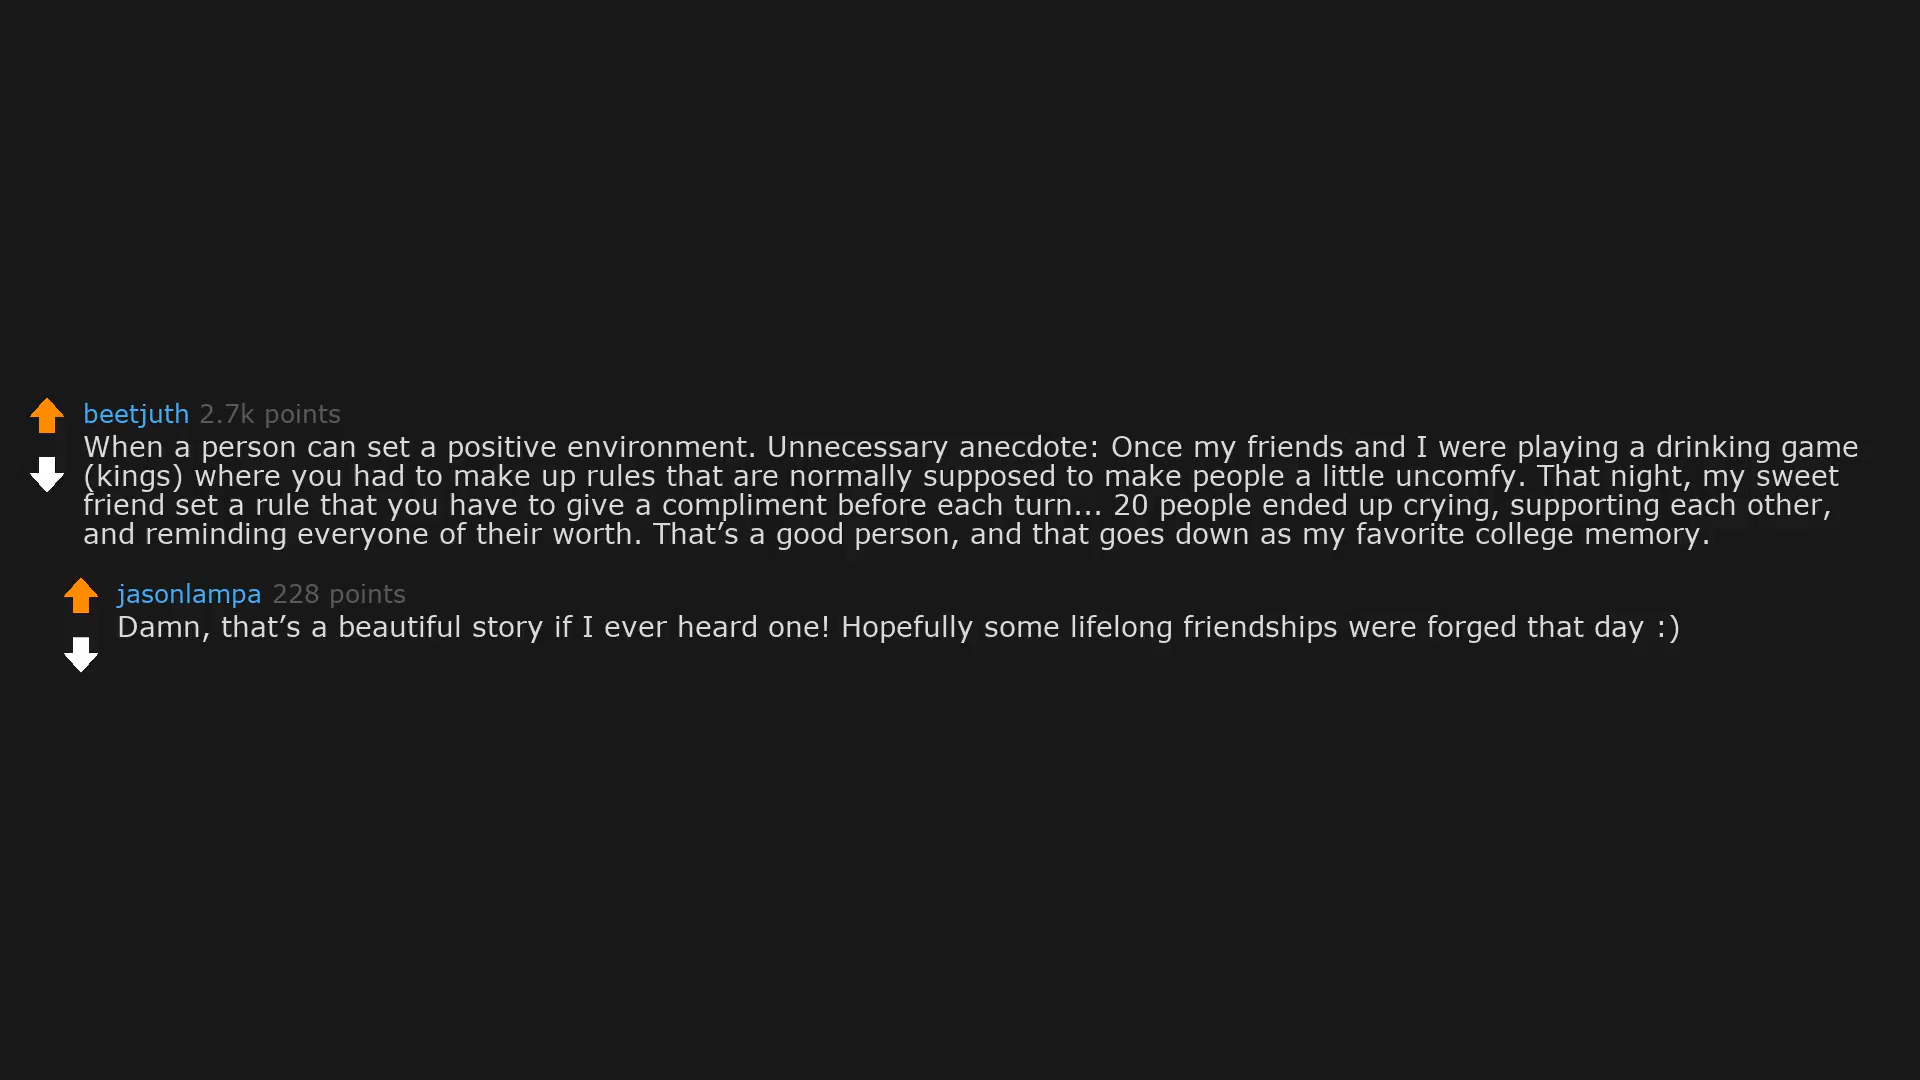 beetjuth 2.7k points
When a person can set a positive environment. Unnecessary anecdote: Once my friends and I were playing a drinking game
(kings) where you had to make up rules that are normally supposed to make people a little uncomfy. That night, my sweet
friend set a rule that you have to give a compliment before each turn... 20 people ended up crying, supporting each other,
and reminding everyone of their worth. That’s a good person, and that goes down as my favorite college memory.
jasonlampa 228 points
Damn, that’s a beautiful story if I ever heard one! Hopefully some lifelong friendships were forged that day :)